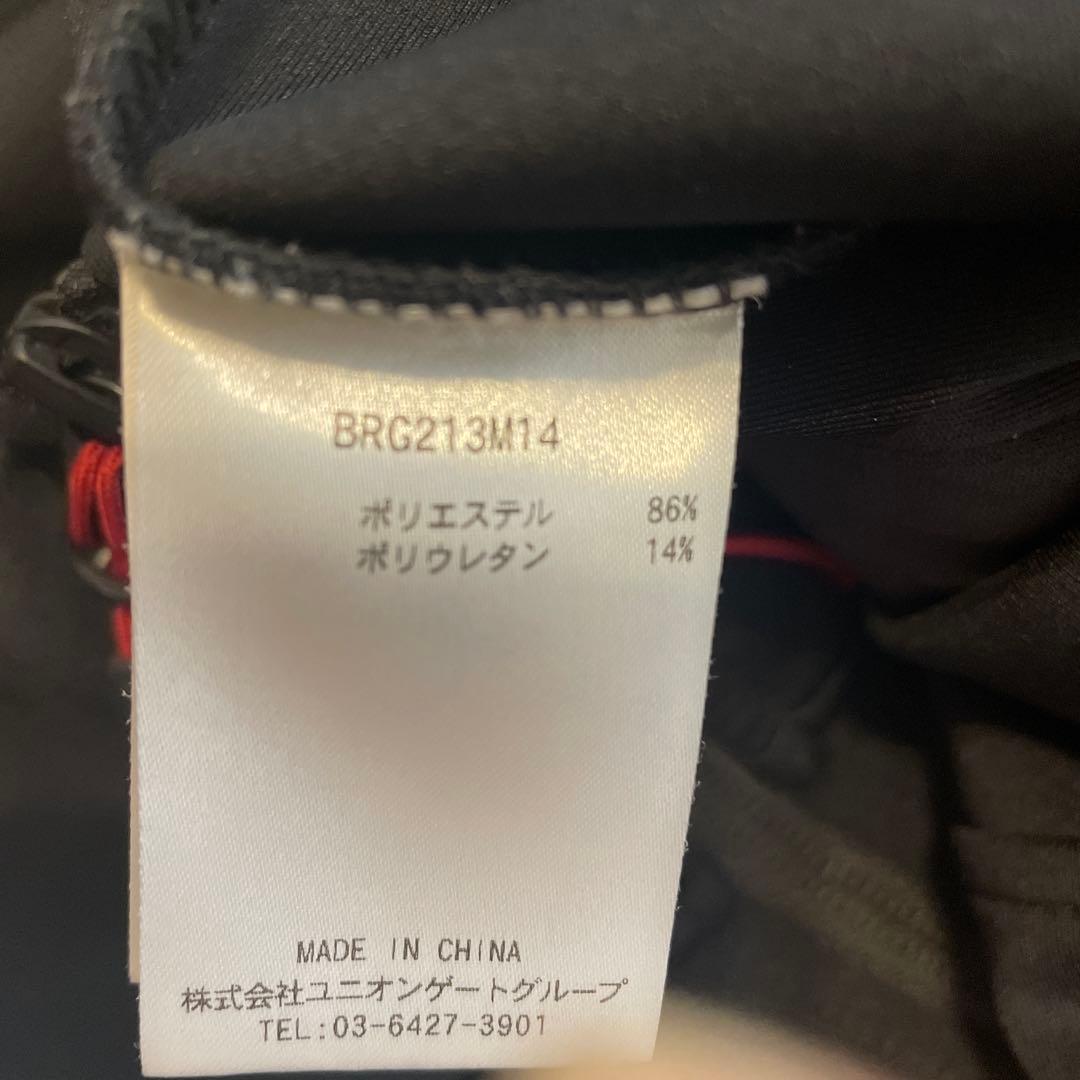 BRG213M14
ポリエステル 86%
ポリウレタン 14%
MADE IN CHINA
株式会社ユニオンゲートグループ
TEL:03-6427-3901